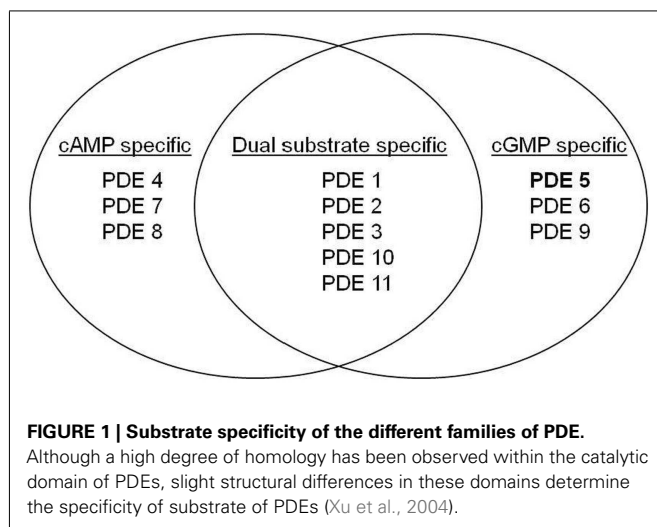 cAMP specific Dual substrate specific cGMP specific
PDE 4 PDE 1 PDE 5
PDE 7 PDE 2 PDE 6
PDE 8 PDE 3 PDE 9
PDE 10
PDE 11
FIGURE 1 | Substrate specificity of the different families of PDE.
Although a high degree of homology has been observed within the catalytic
domain of PDEs, slight structural differences in these domains determine
the specificity of substrate of PDEs (Xu et al., 2004).